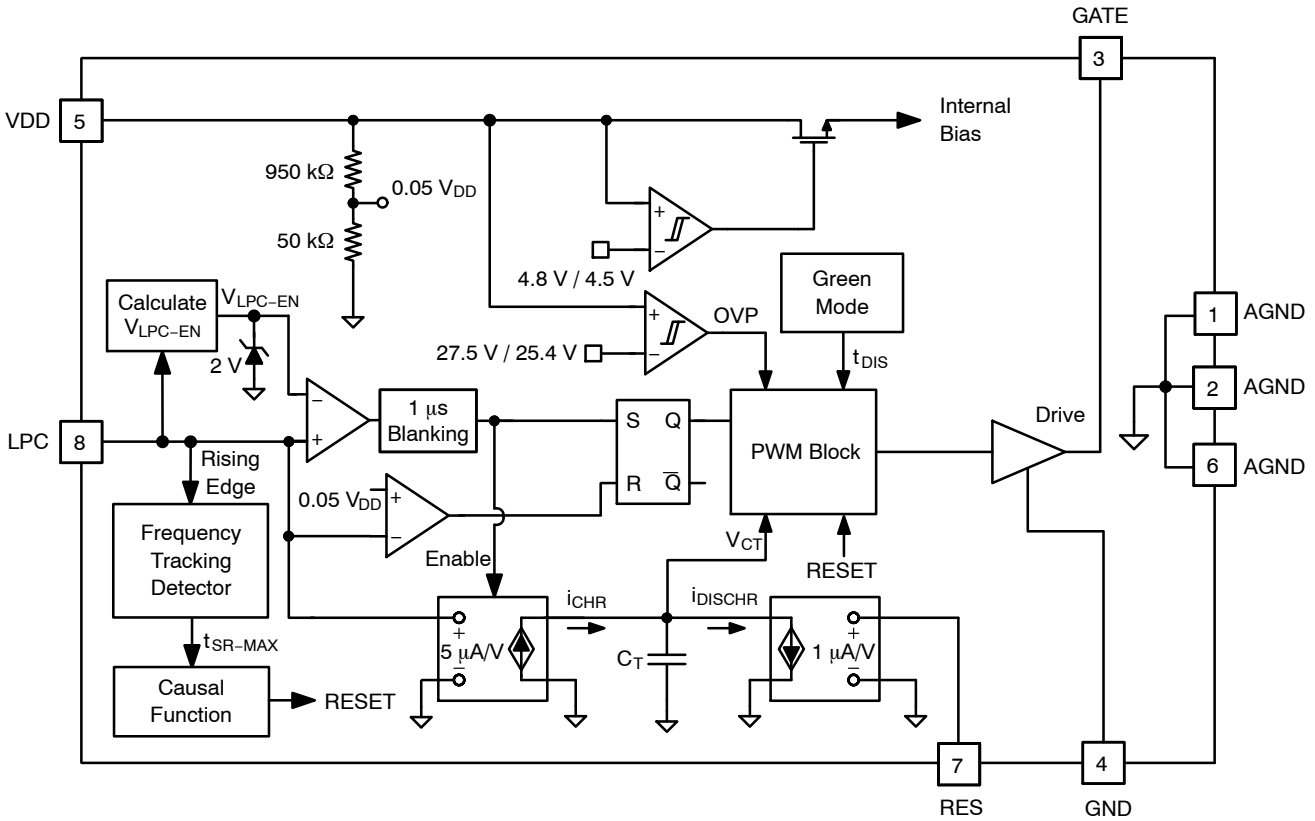 GATE
3
VDD
5
Internal
Bias
950 kΩ
0.05 VDD
50 kΩ
+
−
4.8 V / 4.5 V
Green
Mode
Calculate
VLPC−EN
VLPC−EN
2 V
+
−
OVP
27.5 V / 25.4 V
tDIS
1
AGND
2
AGND
6
AGND
LPC
8
−
+
1 μs
Blanking
S
Q
R
Q̅
PWM Block
Drive
Rising
Edge
0.05 VDD
+
−
Frequency
Tracking
Detector
Enable
VCT
RESET
iCHR
iDISCHR
tSR−MAX
+
5 μA/V
−
CT
+
1 μA/V
−
Causal
Function
RESET
7
RES
4
GND